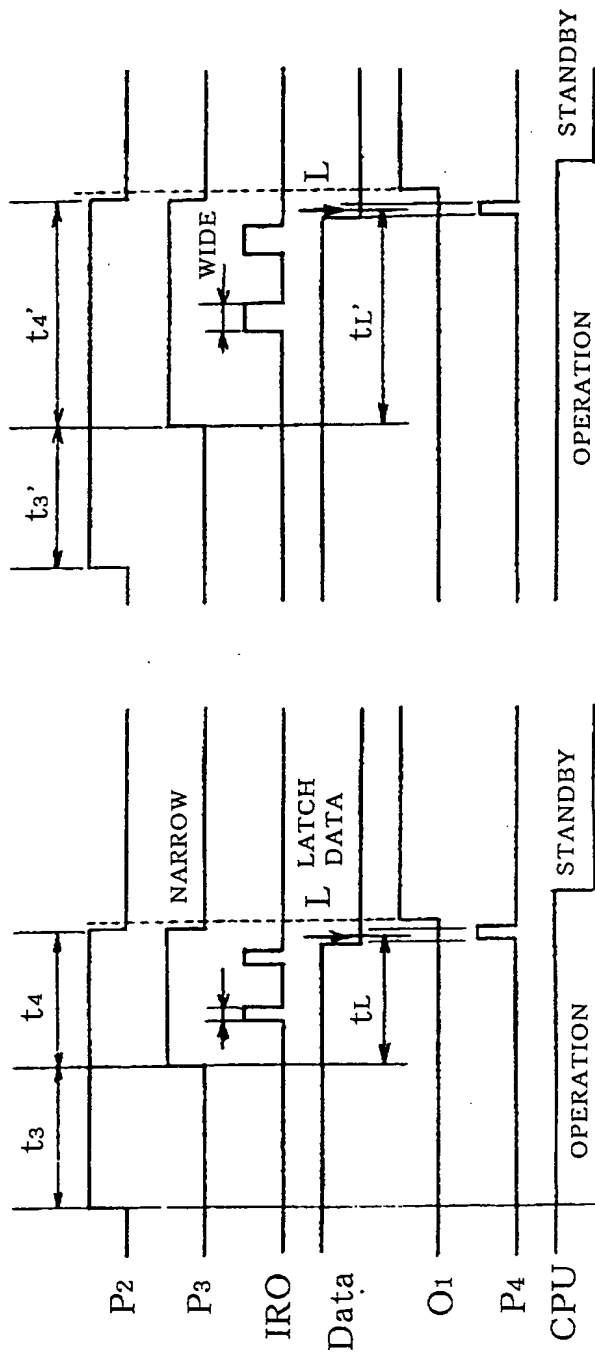 P2
P3
IRO
Data
O1
P4
CPU
t3
t4
NARROW
LATCH
DATA
L
tL
OPERATION
STANDBY
t3'
t4'
WIDE
L
tL'
OPERATION
STANDBY